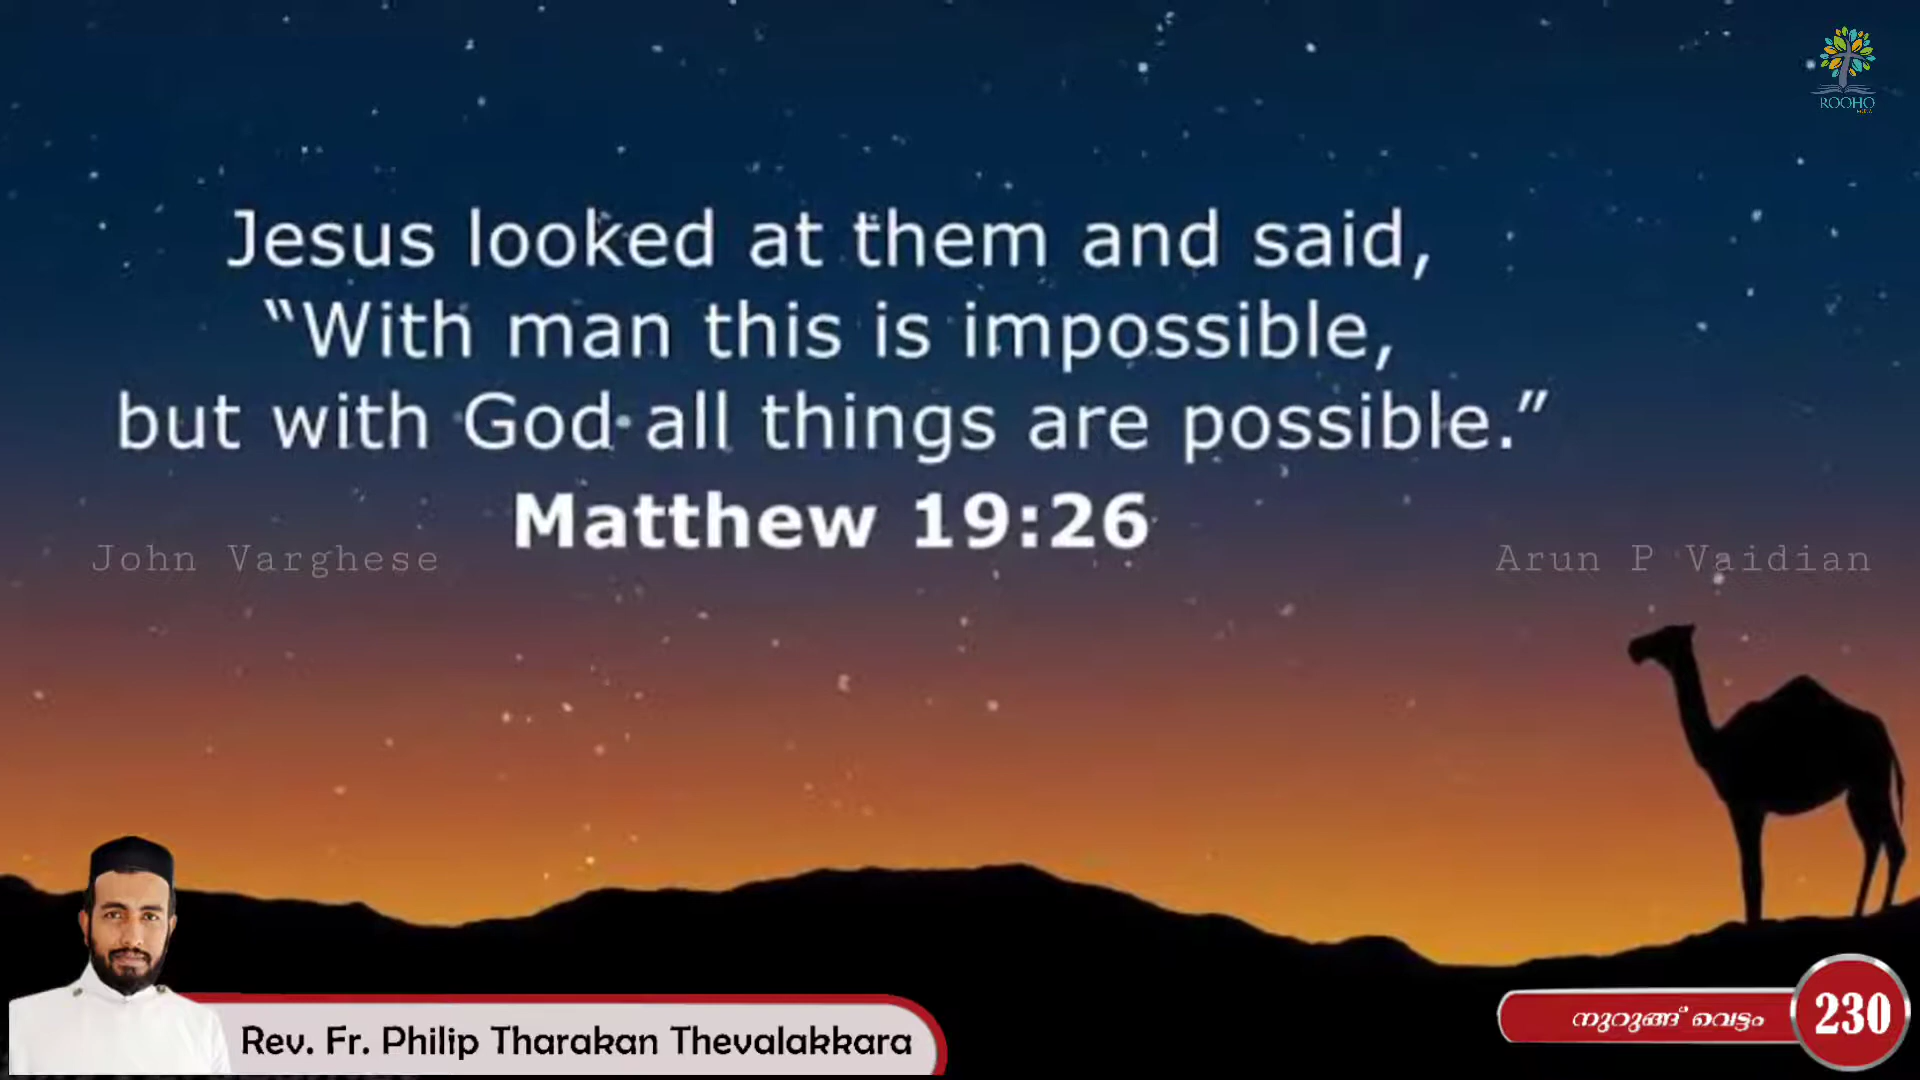 ROOHO
Jesus looked at them and said,
“With man this is impossible,
but with God all things are possible.”
Matthew 19:26
John Varghese
Arun P Vaidian
Rev. Fr. Philip Tharakan Thevalakkara
നുറുങ്ങ് വെട്ടം
230